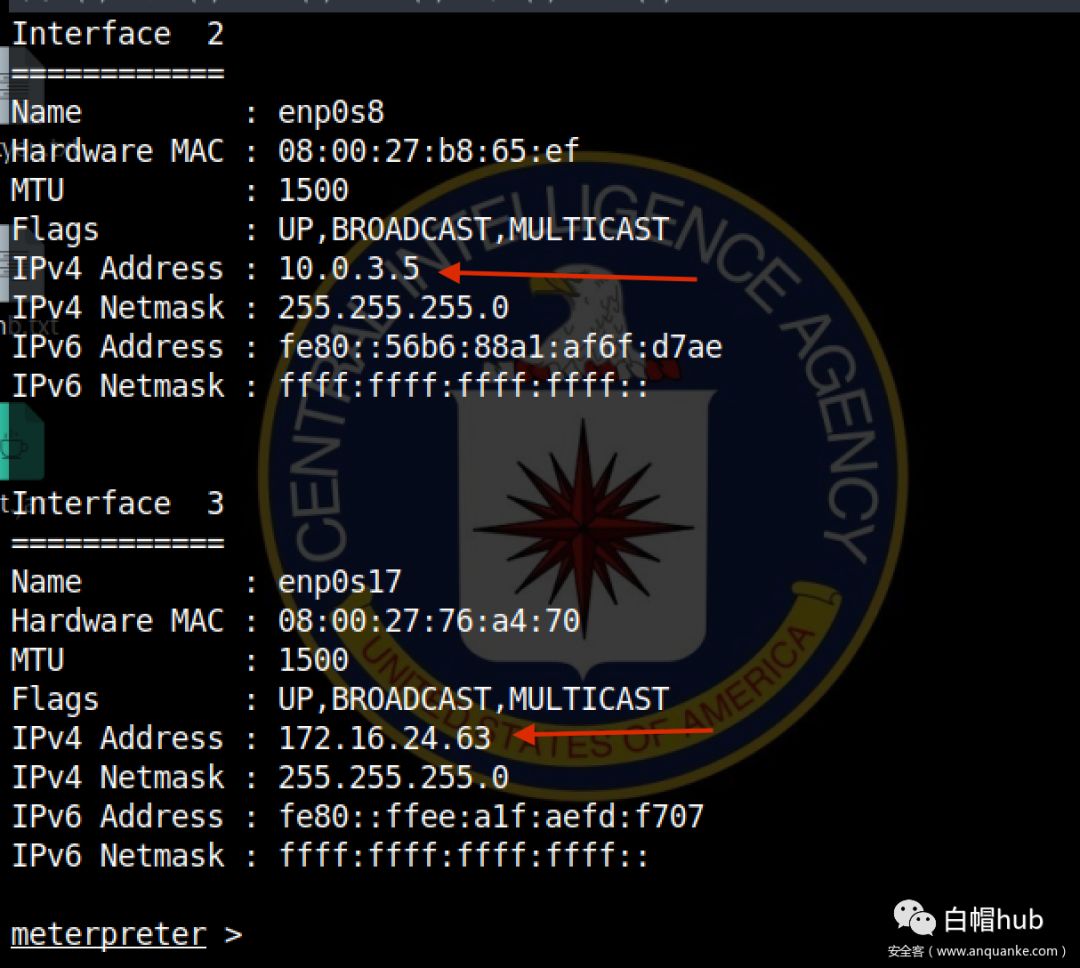 Interface  2
============
Name         : enp0s8
Hardware MAC : 08:00:27:b8:65:ef
MTU          : 1500
Flags        : UP,BROADCAST,MULTICAST
IPv4 Address : 10.0.3.5
IPv4 Netmask : 255.255.255.0
IPv6 Address : fe80::56b6:88a1:af6f:d7ae
IPv6 Netmask : ffff:ffff:ffff:ffff::
Interface  3
============
Name         : enp0s17
Hardware MAC : 08:00:27:76:a4:70
MTU          : 1500
Flags        : UP,BROADCAST,MULTICAST
IPv4 Address : 172.16.24.63
IPv4 Netmask : 255.255.255.0
IPv6 Address : fe80::ffee:a1f:aefd:f707
IPv6 Netmask : ffff:ffff:ffff:ffff::
meterpreter >
CENTRAL INTELLIGENCE AGENCY
UNITED STATES OF AMERICA
白帽hub
安全客（www.anquanke.com）